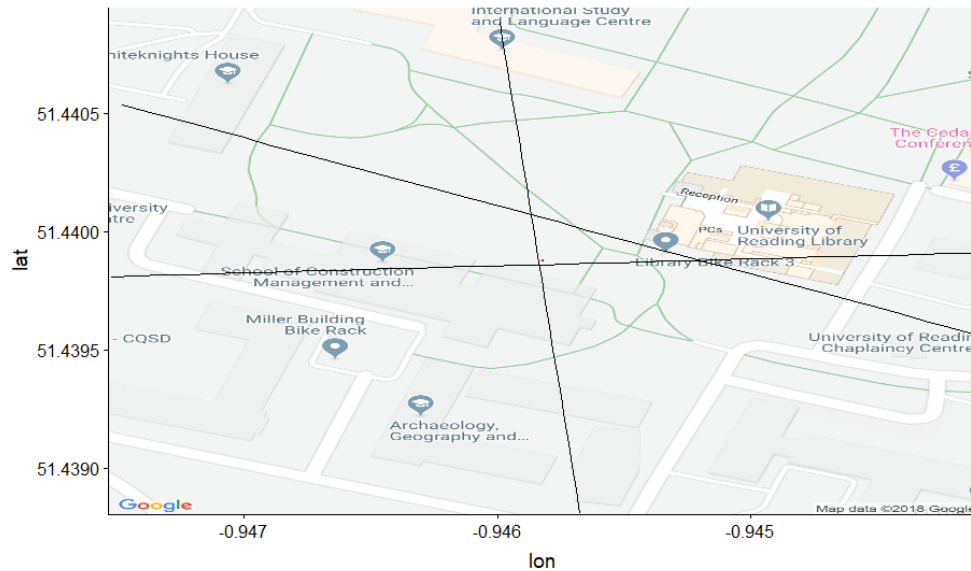 International Study
and Language Centre
niteknights House
51.4405
The Ceda
Conferen
Reception
iversity
tre
PCs
University of
Reading Library
51.4400
lat
Library Bike Rack 3
School of Construction
Management and...
Miller Building
Bike Rack
- CQSD
University of Readin
Chaplaincy Centre
51.4395
Archaeology,
Geography and...
51.4390
Google
Map data ©2018 Google
-0.947
-0.946
-0.945
lon